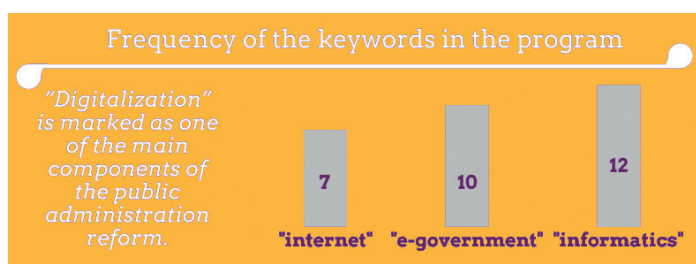 Frequency of the keywords in the program
“Digitalization”
is marked as one
of the main
components of
the public
administration
reform.
7
10
12
"internet" "e-government" "informatics"